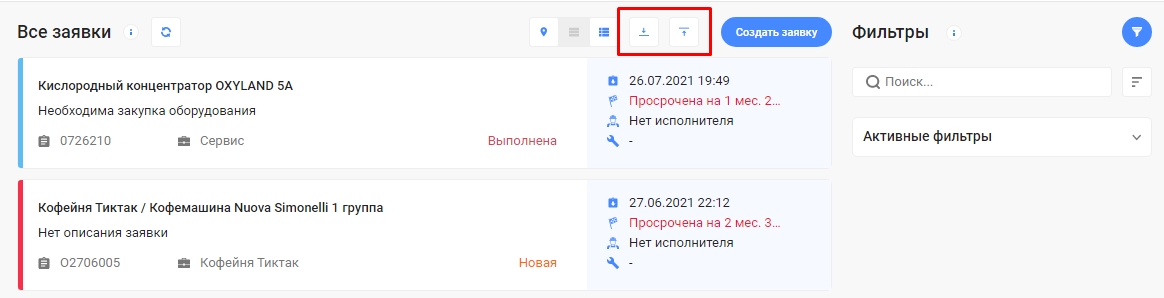 Все заявки
Создать заявку
Фильтры
Кислородный концентратор OXYLAND 5A
Необходима закупка оборудования
0726210 Сервис Выполнена
26.07.2021 19:49
Просрочена на 1 мес. 2...
Нет исполнителя
-
Кофейня Тиктак / Кофемашина Nuova Simonelli 1 группа
Нет описания заявки
O2706005 Кофейня Тиктак Новая
27.06.2021 22:12
Просрочена на 2 мес. 3...
Нет исполнителя
-
Поиск...
Активные фильтры